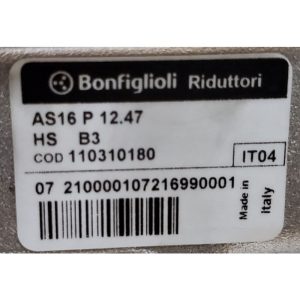 Bonfiglioli Riduttori
AS16 P 12.47
HS B3
COD 110310180
IT04
07 210000107216990001
Made in
italy